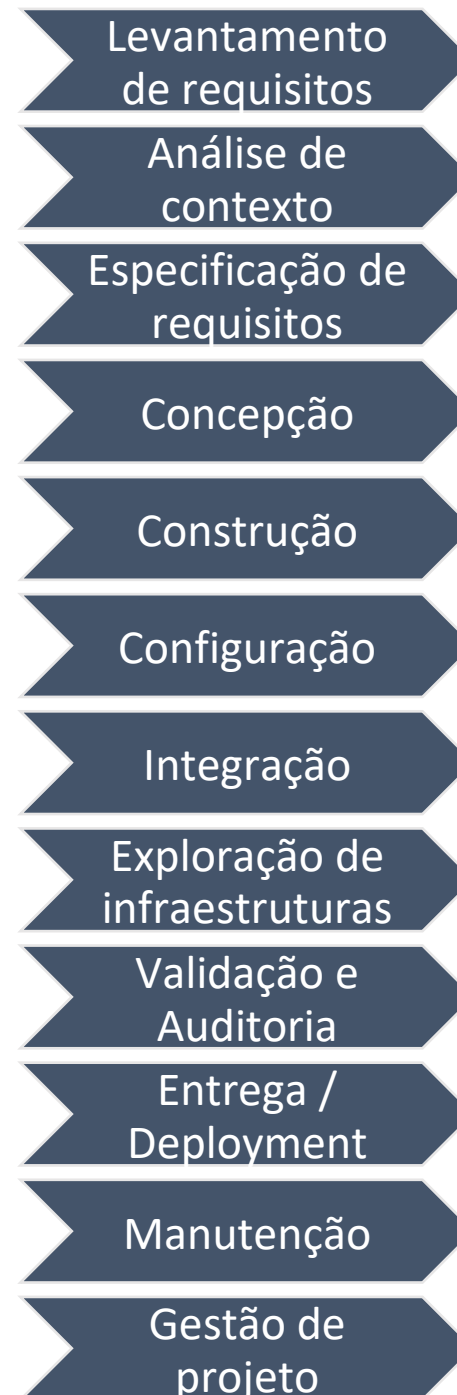 Levantamento
de requisitos
Análise de
contexto
Especificação de
requisitos
Concepção
Construção
Configuração
Integração
Exploração de
infraestruturas
Validação e
Auditoria
Entrega /
Deployment
Manutenção
Gestão de
projeto